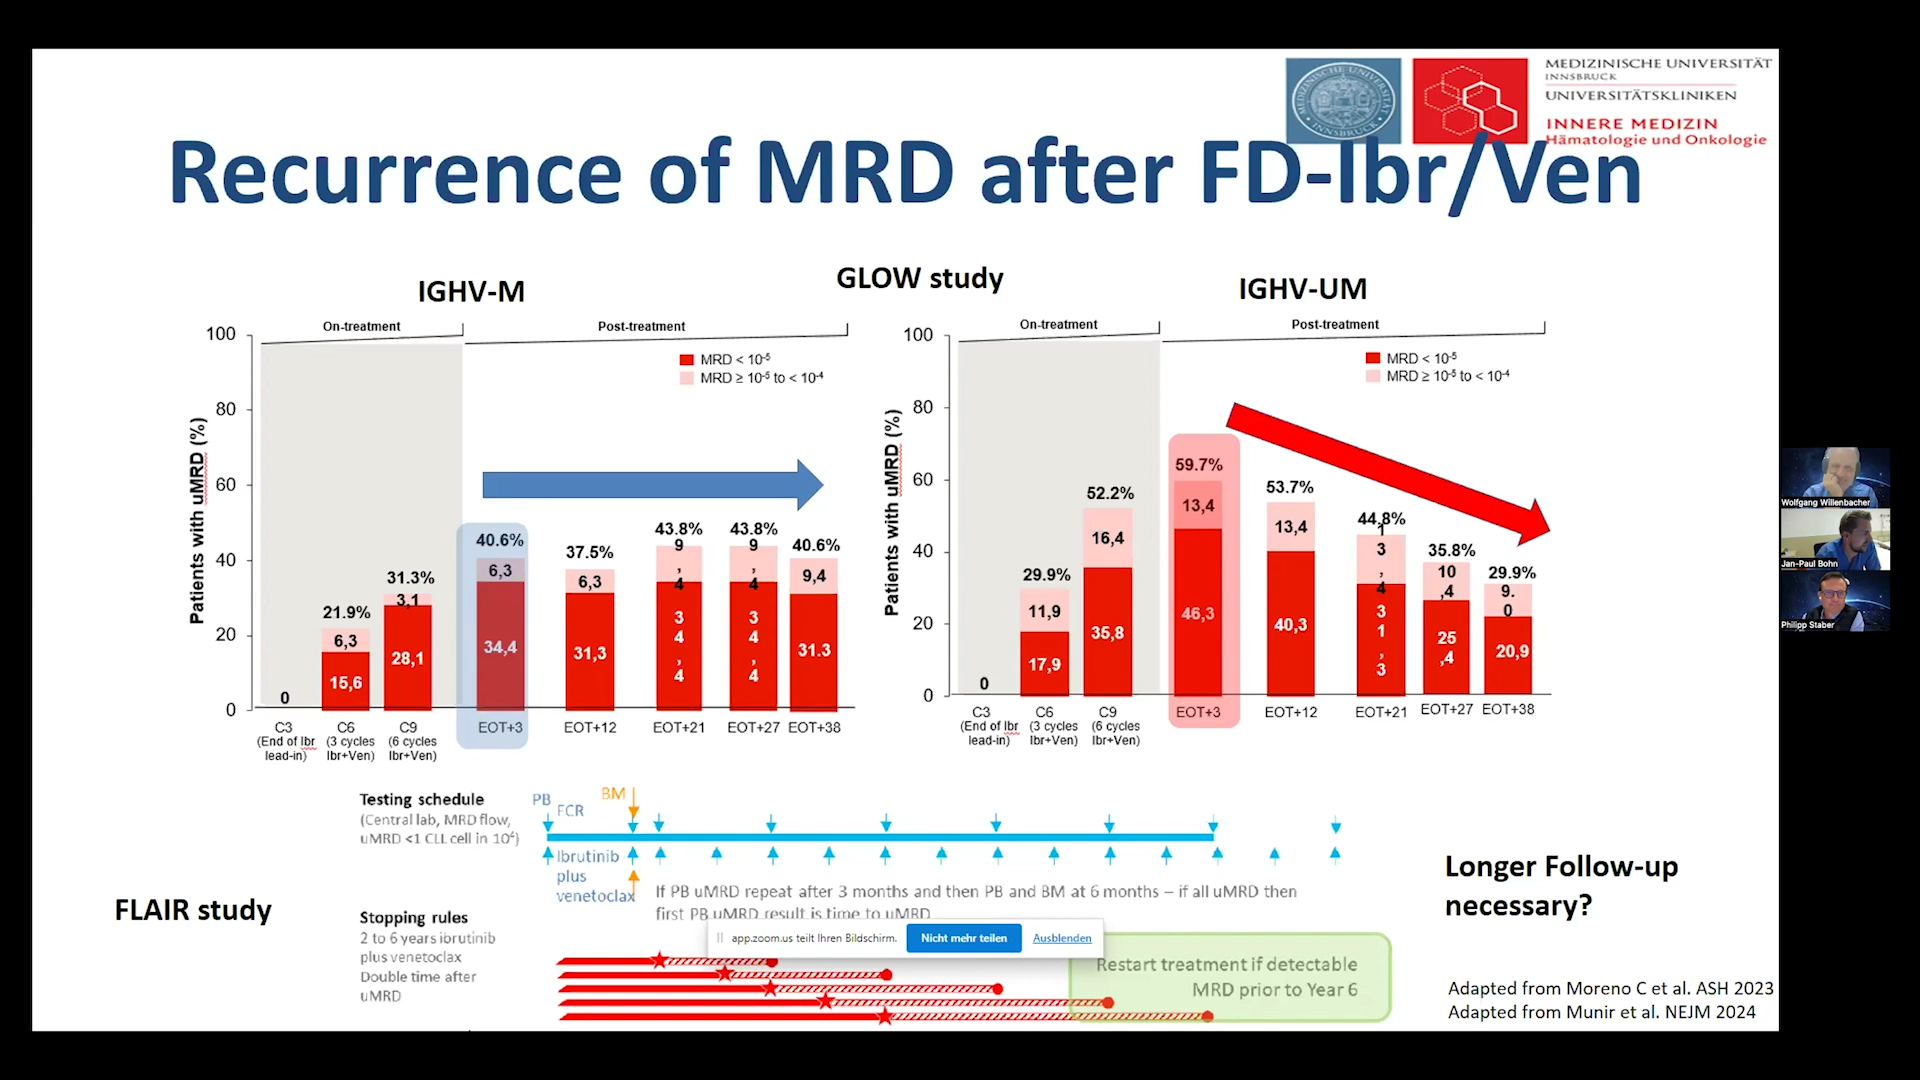 MEDIZINISCHE UNIVERSITÄT
INNSBRUCK
UNIVERSITÄTSKLINIKEN
INNERE MEDIZIN
Hämatologie und Onkologie
Recurrence of MRD after FD-Ibr/Ven
GLOW study
IGHV-M
On-treatment
Post-treatment
MRD < 10⁻⁵
MRD ≥ 10⁻⁵ to < 10⁻⁴
Patients with uMRD (%)
100
80
60
40
20
0
0
21.9%
6,3
15,6
31.3%
3,1
28,1
40.6%
6,3
34,4
37.5%
6,3
31,3
43.8%
9,4
34,4
43.8%
9,4
34,4
40.6%
9,4
31.3
C3
(End of Ibr
lead-in)
C6
(3 cycles
Ibr+Ven)
C9
(6 cycles
Ibr+Ven)
EOT+3
EOT+12
EOT+21
EOT+27
EOT+38
IGHV-UM
On-treatment
Post-treatment
MRD < 10⁻⁵
MRD ≥ 10⁻⁵ to < 10⁻⁴
Patients with uMRD (%)
100
80
60
40
20
0
0
29.9%
11,9
17,9
52.2%
16,4
35,8
59.7%
13,4
46,3
53.7%
13,4
40,3
44.8%
13,4
31,3
35.8%
10,4
25,4
29.9%
9.0
20,9
C3
(End of Ibr
lead-in)
C6
(3 cycles
Ibr+Ven)
C9
(6 cycles
Ibr+Ven)
EOT+3
EOT+12
EOT+21
EOT+27
EOT+38
Wolfgang Willenbacher
Jan-Paul Bohn
Philipp Staber
FLAIR study
Testing schedule
(Central lab, MRD flow,
uMRD <1 CLL cell in 10⁴)
PB
FCR
BM
Ibrutinib
plus
venetoclax
If PB uMRD repeat after 3 months and then PB and BM at 6 months – if all uMRD then
first PB uMRD result is time to uMRD
Stopping rules
2 to 6 years ibrutinib
plus venetoclax
Double time after
uMRD
app.zoom.us teilt Ihren Bildschirm.
Nicht mehr teilen
Ausblenden
Restart treatment if detectable
MRD prior to Year 6
Longer Follow-up
necessary?
Adapted from Moreno C et al. ASH 2023
Adapted from Munir et al. NEJM 2024